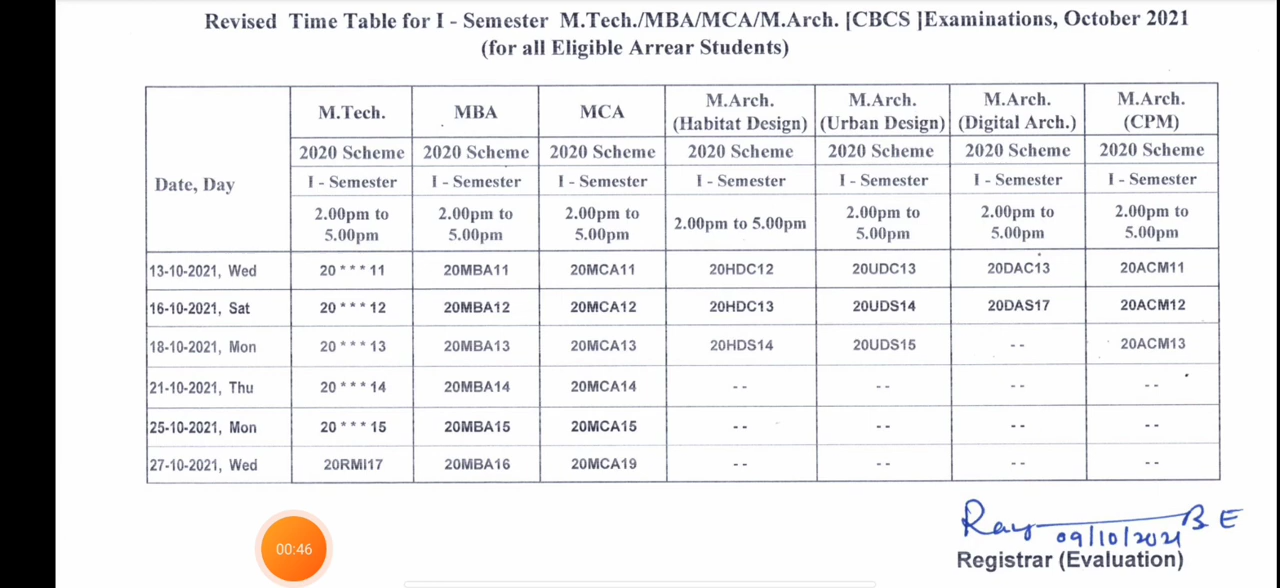 Revised Time Table for I - Semester M.Tech./MBA/MCA/M.Arch. [CBCS ]Examinations, October 2021
(for all Eligible Arrear Students)
Date, Day M.Tech. MBA MCA M.Arch. (Habitat Design) M.Arch. (Urban Design) M.Arch. (Digital Arch.) M.Arch. (CPM)
2020 Scheme 2020 Scheme 2020 Scheme 2020 Scheme 2020 Scheme 2020 Scheme 2020 Scheme
I - Semester I - Semester I - Semester I - Semester I - Semester I - Semester I - Semester
2.00pm to 5.00pm 2.00pm to 5.00pm 2.00pm to 5.00pm 2.00pm to 5.00pm 2.00pm to 5.00pm 2.00pm to 5.00pm 2.00pm to 5.00pm
13-10-2021, Wed 20***11 20MBA11 20MCA11 20HDC12 20UDC13 20DAC13 20ACM11
16-10-2021, Sat 20***12 20MBA12 20MCA12 20HDC13 20UDS14 20DAS17 20ACM12
18-10-2021, Mon 20***13 20MBA13 20MCA13 20HDS14 20UDS15 -- 20ACM13
21-10-2021, Thu 20***14 20MBA14 20MCA14 -- -- -- --
25-10-2021, Mon 20***15 20MBA15 20MCA15 -- -- -- --
27-10-2021, Wed 20RMI17 20MBA16 20MCA19 -- -- -- --
B E
09/10/2021
Registrar (Evaluation)
00:46